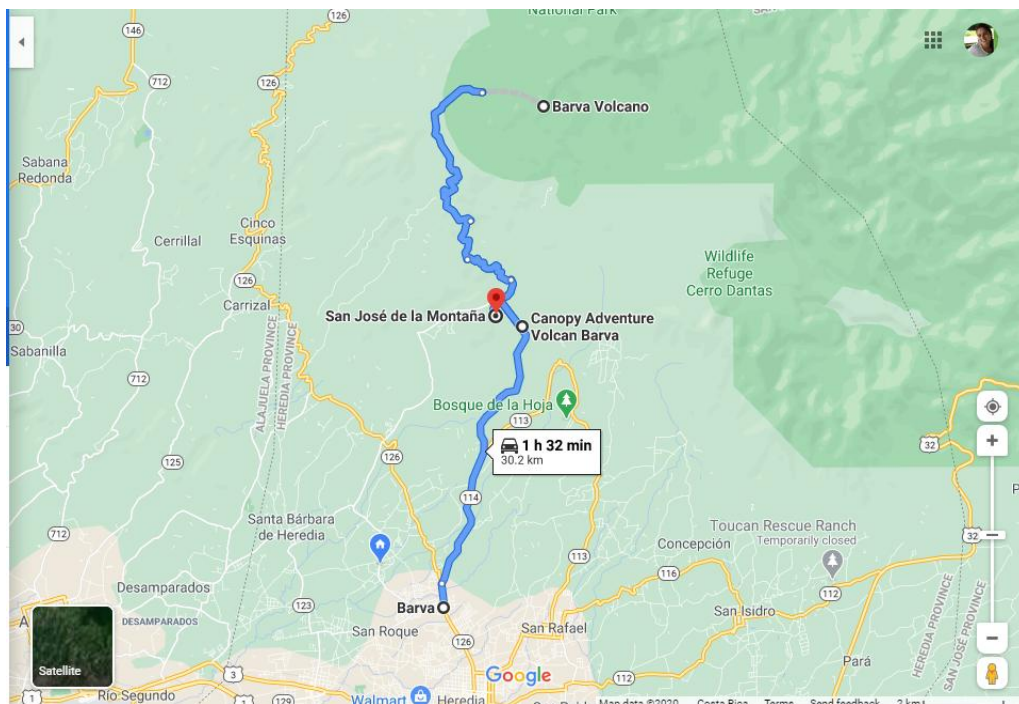 National Park
126
146
126
712
126
Barva Volcano
Sabana
Redonda
712
Cinco
Esquinas
Cerrillal
126
Carrizal
Wildlife
Refuge
Cerro Dantas
San José de la Montaña
Canopy Adventure
Volcan Barva
30
Sabanilla
ALAJUELA PROVINCE
HEREDIA PROVINCE
712
Bosque de la Hoja
113
1 h 32 min
30.2 km
32
126
125
114
Santa Bárbara
de Heredia
712
Toucan Rescue Ranch
Temporarily closed
32
Concepción
113
116
Desamparados
112
123
Barva
San Isidro
DESAMPARADOS
San Roque
San Rafael
126
Satellite
3
Google
112
Pará
HEREDIA PROVINCE
SAN JOSÉ PROVINCE
3
1
Río Segundo
1
129
Walmart
Heredia
Map data ©2020
Costa Rica
Terms
Send feedback
2 km